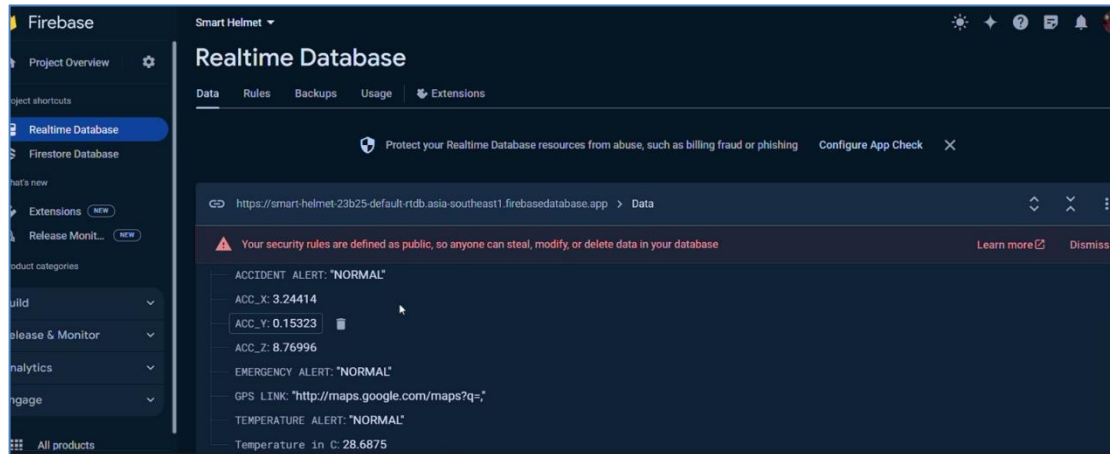 Firebase
Smart Helmet
Project Overview
Realtime Database
oject shortcuts
Data Rules Backups Usage Extensions
Realtime Database
Firestore Database
Protect your Realtime Database resources from abuse, such as billing fraud or phishing Configure App Check
hat's new
Extensions NEW
https://smart-helmet-23b25-default-rtdb.asia-southeast1.firebasedatabase.app > Data
Release Monit... NEW
Your security rules are defined as public, so anyone can steal, modify, or delete data in your database Learn more Dismiss
oduct categories
ACCIDENT ALERT: "NORMAL"
uild
ACC_X: 3.24414
ACC_Y: 0.15323
elease & Monitor
ACC_Z: 8.76996
nalytics
EMERGENCY ALERT: "NORMAL"
ngage
GPS LINK: "http://maps.google.com/maps?q=,"
TEMPERATURE ALERT: "NORMAL"
All products
Temperature in C: 28.6875